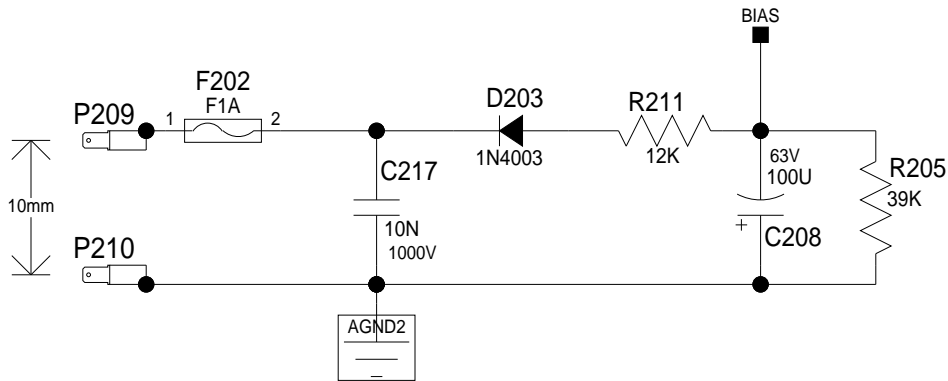 BIAS
F202
F1A
P209
1
2
D203
1N4003
R211
12K
C217
10N
1000V
63V
100U
C208
+
R205
39K
10mm
P210
AGND2